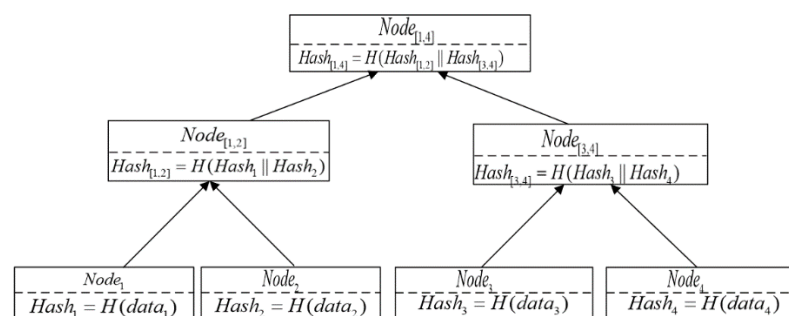 Node[1,4]
Hash[1,4] = H(Hash[1,2] || Hash[3,4])
Node[1,2]
Hash[1,2] = H(Hash1 || Hash2)
Node[3,4]
Hash[3,4] = H(Hash3 || Hash4)
Node1
Hash1 = H(data1)
Node2
Hash2 = H(data2)
Node3
Hash3 = H(data3)
Node4
Hash4 = H(data4)